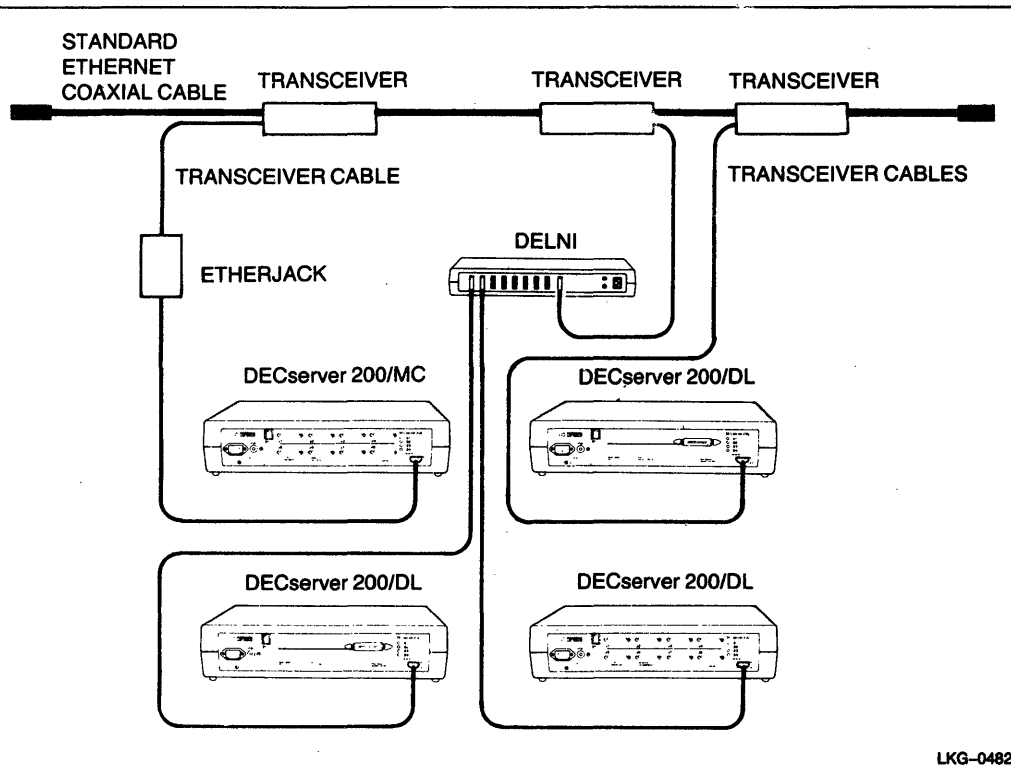 STANDARD
ETHERNET
COAXIAL CABLE
TRANSCEIVER
TRANSCEIVER
TRANSCEIVER
TRANSCEIVER CABLE
TRANSCEIVER CABLES
ETHERJACK
DELNI
DECserver 200/MC
DECserver 200/DL
DECserver 200/DL
DECserver 200/DL
LKG–0482